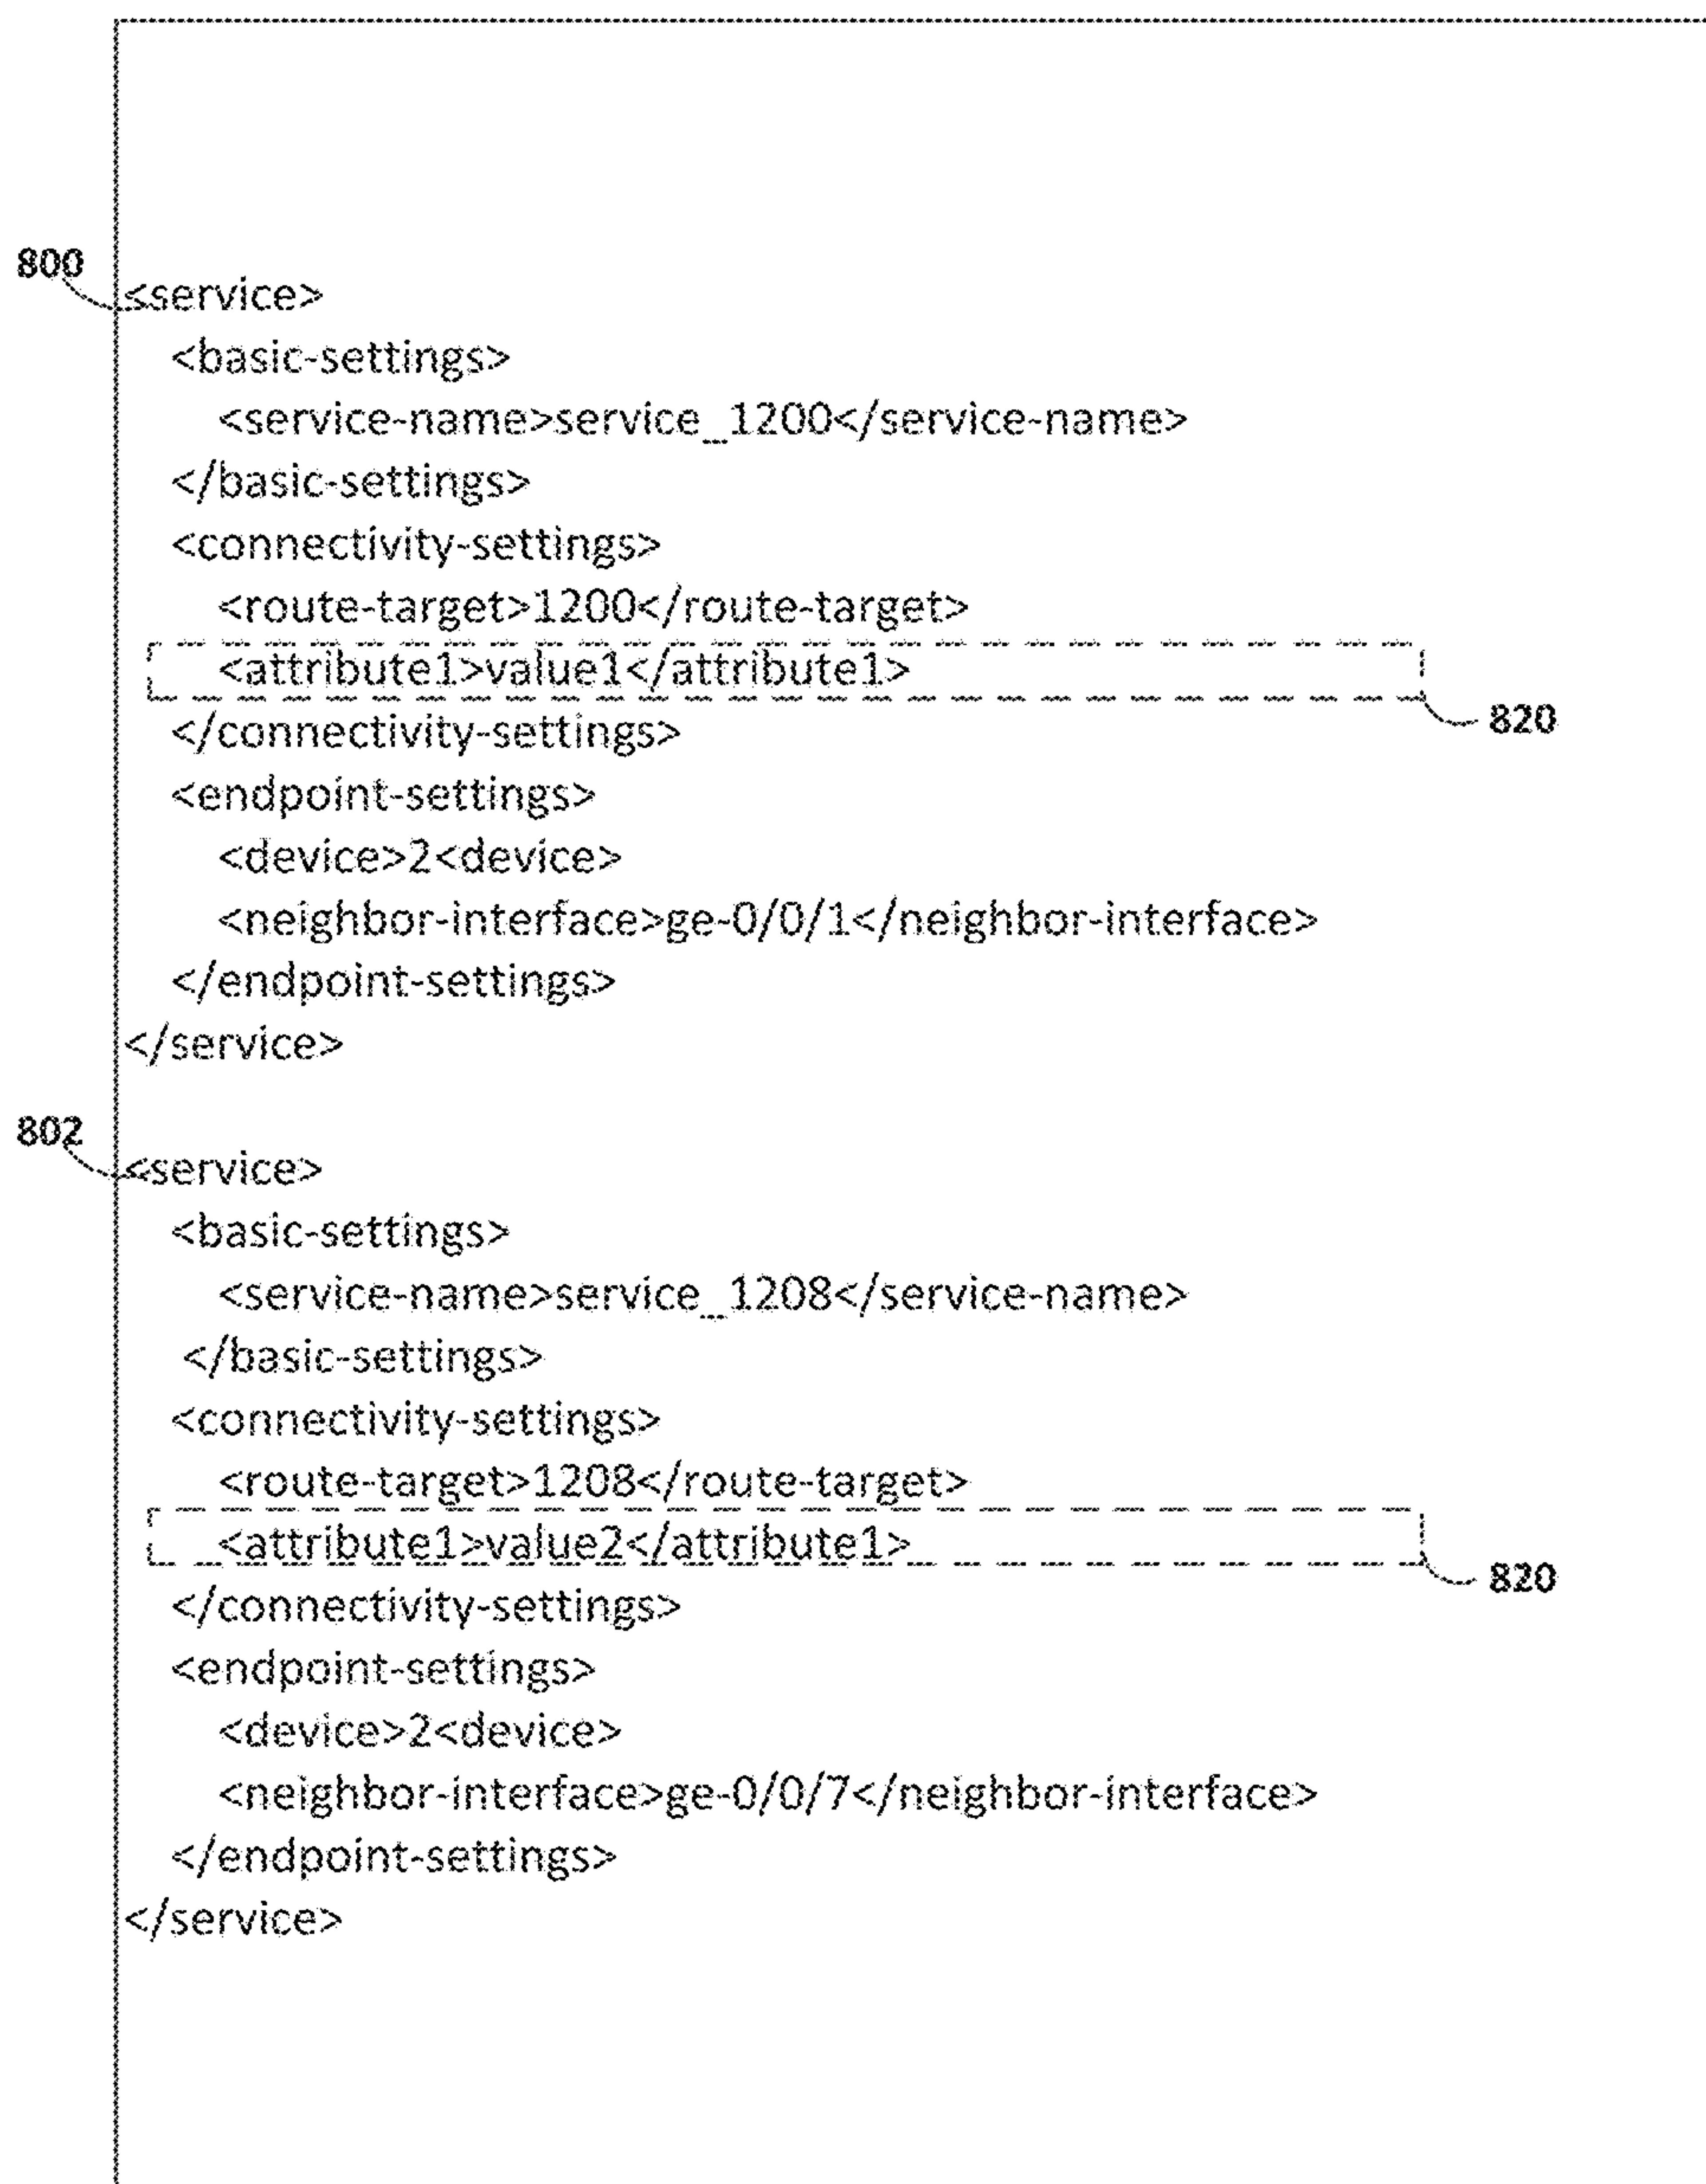 800
<service>
<basic-settings>
<service-name>service_1200</service-name>
</basic-settings>
<connectivity-settings>
<route-target>1200</route-target>
<attribute1>value1</attribute1>
820
</connectivity-settings>
<endpoint-settings>
<device>2<device>
<neighbor-interface>ge-0/0/1</neighbor-interface>
</endpoint-settings>
</service>
802
<service>
<basic-settings>
<service-name>service_1208</service-name>
</basic-settings>
<connectivity-settings>
<route-target>1208</route-target>
<attribute1>value2</attribute1>
820
</connectivity-settings>
<endpoint-settings>
<device>2<device>
<neighbor-interface>ge-0/0/7</neighbor-interface>
</endpoint-settings>
</service>